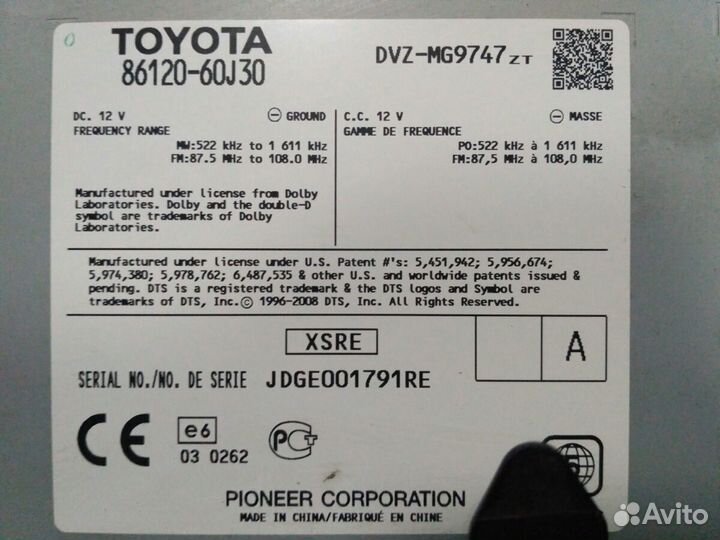 TOYOTA
86120-60J30
DVZ-MG9747 ZT
DC. 12 V ⊖ GROUND
FREQUENCY RANGE
MW:522 kHz to 1 611 kHz
FM:87.5 MHz to 108.0 MHz
C.C. 12 V ⊖ MASSE
GAMME DE FREQUENCE
PO:522 kHz à 1 611 kHz
FM:87,5 MHz à 108,0 MHz
Manufactured under license from Dolby
Laboratories. Dolby and the double-D
symbol are trademarks of Dolby
Laboratories.
Manufactured under license under U.S. Patent #'s: 5,451,942; 5,956,674;
5,974,380; 5,978,762; 6,487,535 & other U.S. and worldwide patents issued &
pending. DTS is a registered trademark & the DTS logos and Symbol are
trademarks of DTS, Inc.© 1996-2008 DTS, Inc. All Rights Reserved.
XSRE
A
SERIAL NO./NO. DE SERIE JDGE001791RE
CE
e6
03 0262
PIONEER CORPORATION
MADE IN CHINA/FABRIQUÉ EN CHINE
Avito